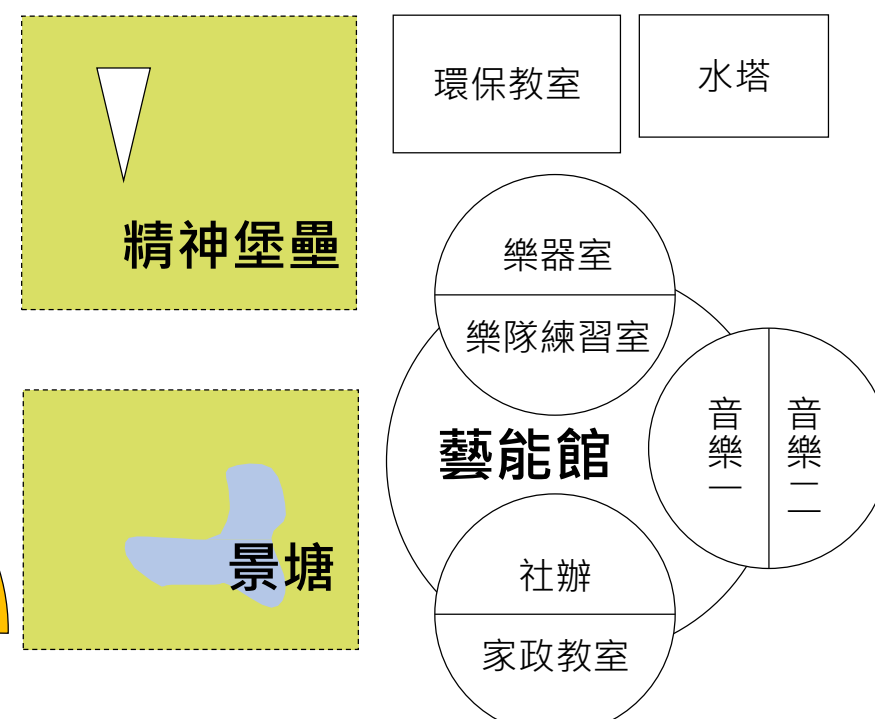 環保教室
水塔
精神堡壘
樂器室
樂隊練習室
音樂一
音樂二
藝能館
景塘
社辦
家政教室